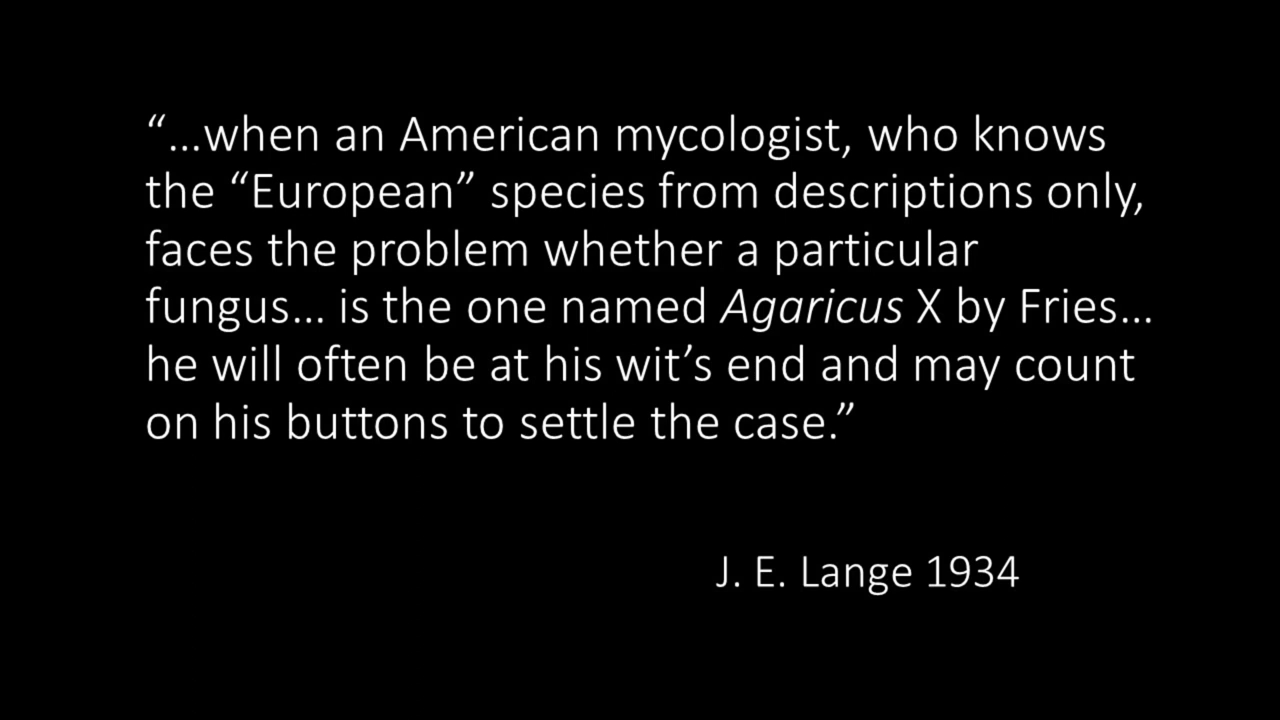 “…when an American mycologist, who knows
the “European” species from descriptions only,
faces the problem whether a particular
fungus… is the one named Agaricus X by Fries…
he will often be at his wit’s end and may count
on his buttons to settle the case.”
J. E. Lange 1934